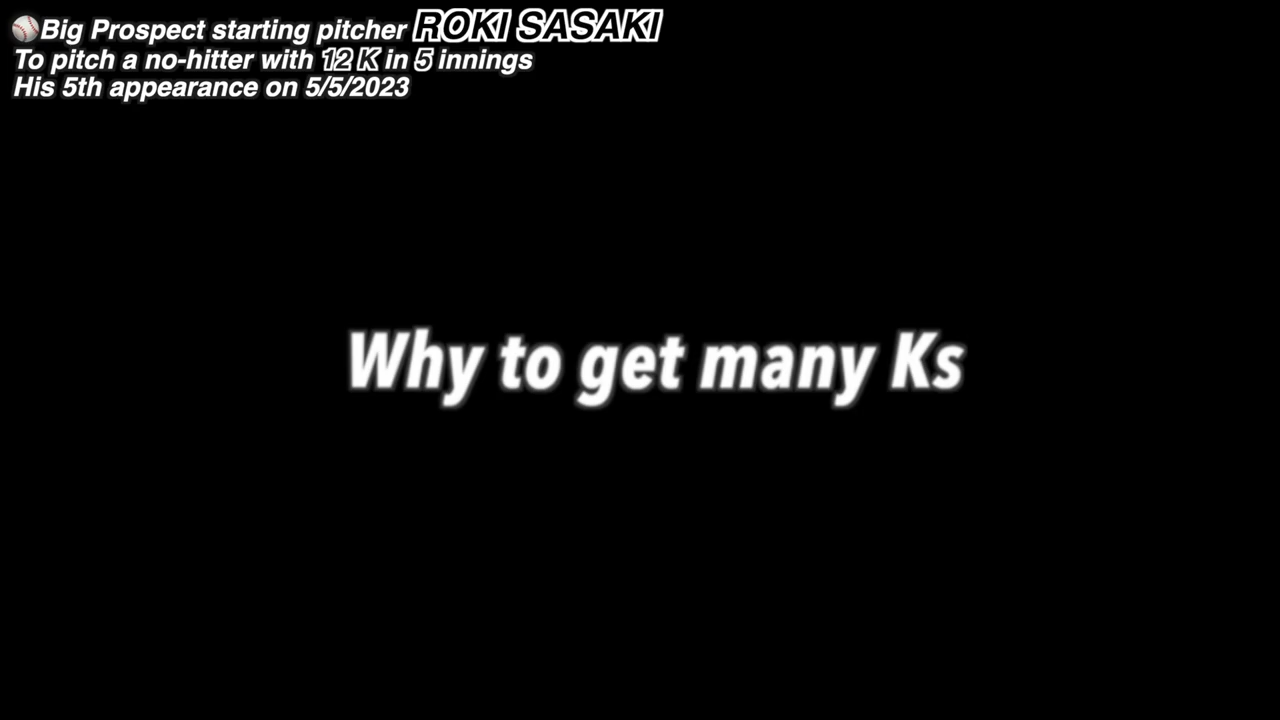 ⚾Big Prospect starting pitcher ROKI SASAKI
To pitch a no-hitter with 12 K in 5 innings
His 5th appearance on 5/5/2023
Why to get many Ks